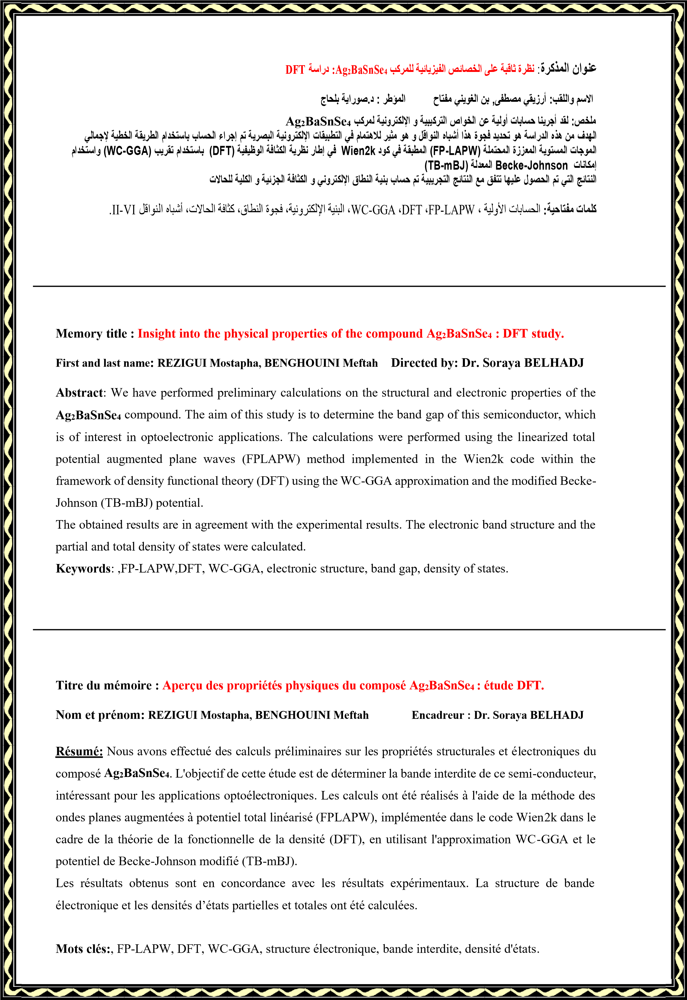 عنوان المذكرة: نظرة ثاقبة على الخصائص الفيزيائية للمركب Ag₂BaSnSe₄: دراسة DFT
الاسم واللقب: أرزيقي مصطفى, بن الغويني مفتاح المؤطر : د.صوراية بلحاج
ملخص: لقد أجرينا حسابات أولية عن الخواص التركيبية و الإلكترونية لمركب Ag₂BaSnSe₄
الهدف من هذه الدراسة هو تحديد فجوة هذا أشباه النواقل و هو مثير للاهتمام في التطبيقات الإلكترونية البصرية تم إجراء الحساب باستخدام الطريقة الخطية لإجمالي
الموجات المستوية المعززة المحتملة (FP-LAPW) المطبقة في كود Wien2k في إطار نظرية الكثافة الوظيفية (DFT) باستخدام تقريب (WC-GGA) واستخدام
إمكانات Becke-Johnson المعدلة (TB-mBJ)
النتائج التي تم الحصول عليها تتفق مع النتائج التجريبية تم حساب بنية النطاق الإلكتروني و الكثافة الجزئية و الكلية للحالات
كلمات مفتاحية: الحسابات الأولية ، FP-LAPW، DFT، WC-GGA، البنية الإلكترونية، فجوة النطاق، كثافة الحالات، أشباه النواقل II-VI.
Memory title : Insight into the physical properties of the compound Ag₂BaSnSe₄ : DFT study.
First and last name: REZIGUI Mostapha, BENGHOUINI Meftah Directed by: Dr. Soraya BELHADJ
Abstract: We have performed preliminary calculations on the structural and electronic properties of the
Ag₂BaSnSe₄ compound. The aim of this study is to determine the band gap of this semiconductor, which
is of interest in optoelectronic applications. The calculations were performed using the linearized total
potential augmented plane waves (FPLAPW) method implemented in the Wien2k code within the
framework of density functional theory (DFT) using the WC-GGA approximation and the modified Becke-
Johnson (TB-mBJ) potential.
The obtained results are in agreement with the experimental results. The electronic band structure and the
partial and total density of states were calculated.
Keywords: ,FP-LAPW,DFT, WC-GGA, electronic structure, band gap, density of states.
Titre du mémoire : Aperçu des propriétés physiques du composé Ag₂BaSnSe₄ : étude DFT.
Nom et prénom: REZIGUI Mostapha, BENGHOUINI Meftah Encadreur : Dr. Soraya BELHADJ
Résumé: Nous avons effectué des calculs préliminaires sur les propriétés structurales et électroniques du
composé Ag₂BaSnSe₄. L'objectif de cette étude est de déterminer la bande interdite de ce semi-conducteur,
intéressant pour les applications optoélectroniques. Les calculs ont été réalisés à l'aide de la méthode des
ondes planes augmentées à potentiel total linéarisé (FPLAPW), implémentée dans le code Wien2k dans le
cadre de la théorie de la fonctionnelle de la densité (DFT), en utilisant l'approximation WC-GGA et le
potentiel de Becke-Johnson modifié (TB-mBJ).
Les résultats obtenus sont en concordance avec les résultats expérimentaux. La structure de bande
électronique et les densités d’états partielles et totales ont été calculées.
Mots clés:, FP-LAPW, DFT, WC-GGA, structure électronique, bande interdite, densité d'états.